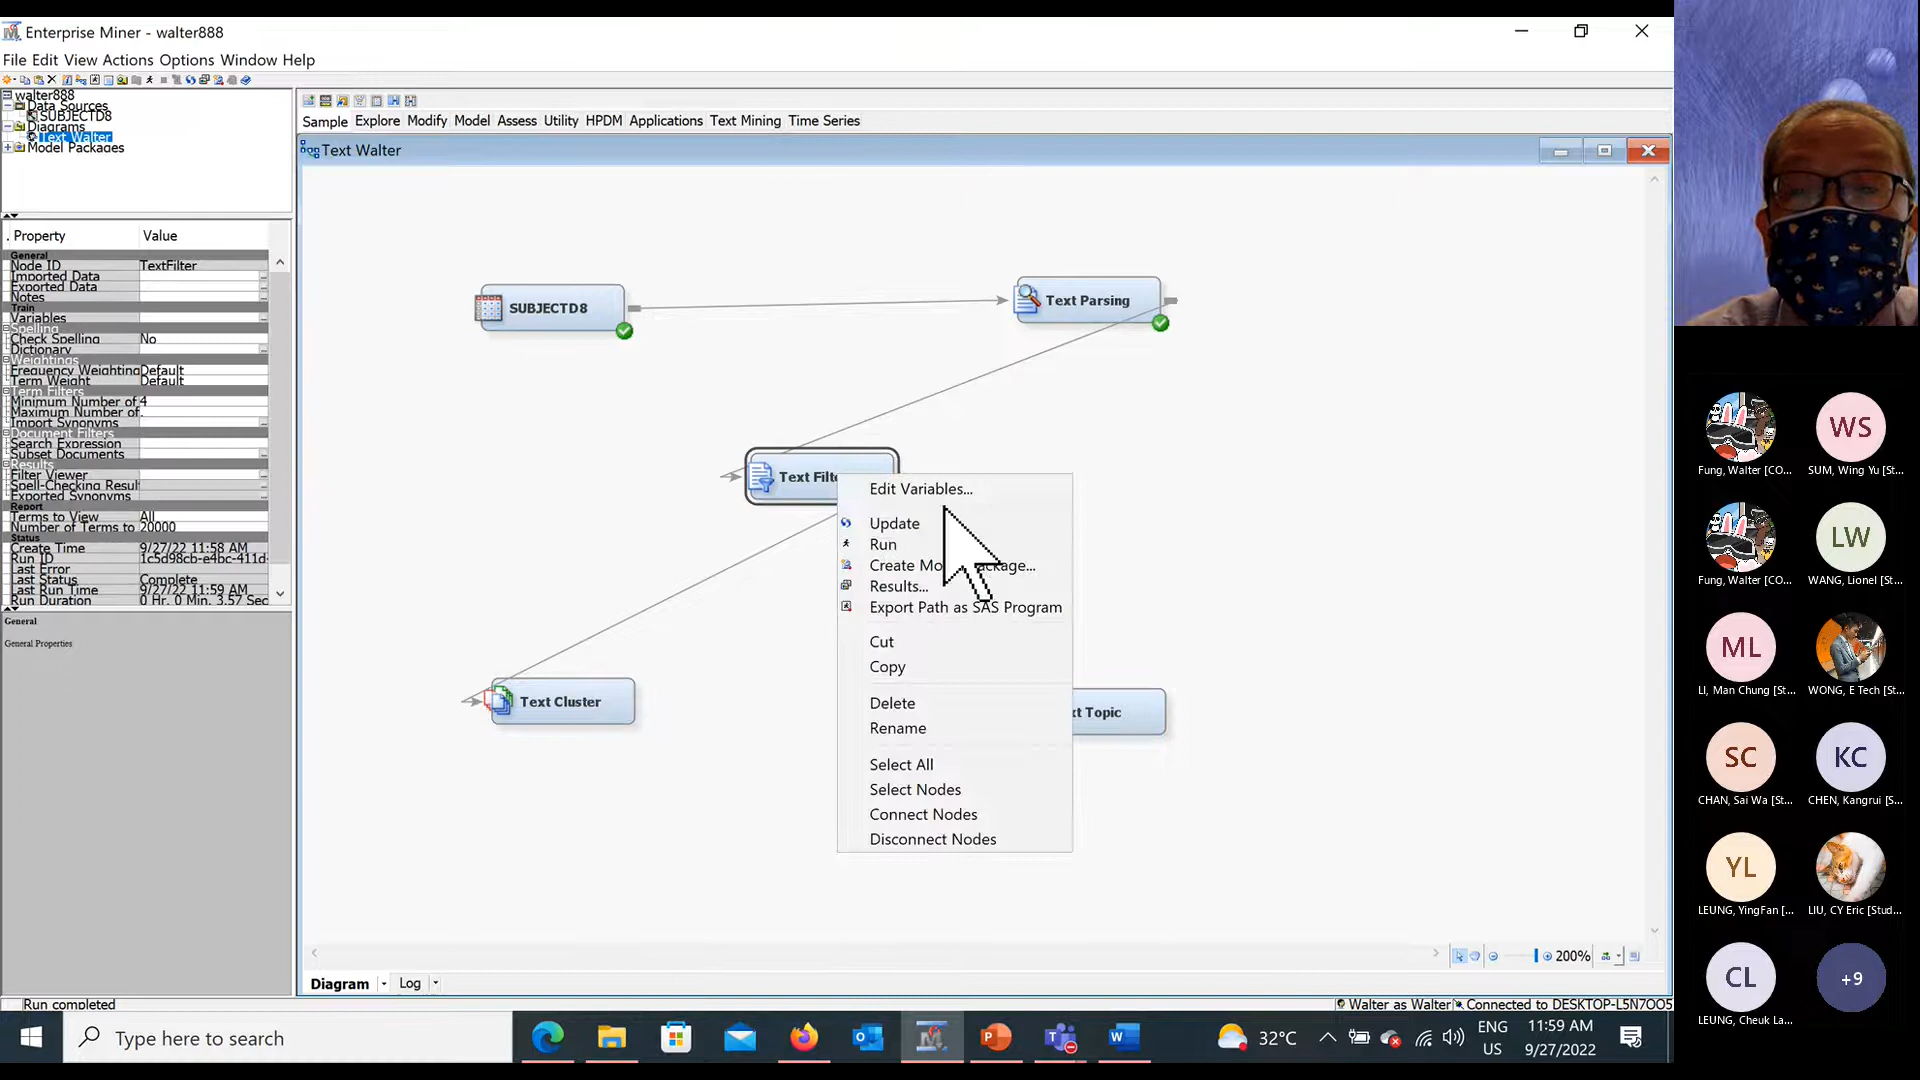 Enterprise Miner - walter888
File Edit View Actions Options Window Help
walter888
Data Sources
SUBJECTD8
Diagrams
Text Walter
Model Packages
Sample Explore Modify Model Assess Utility HPDM Applications Text Mining Time Series
Text Walter
. Property Value
General
Node ID TextFilter
Imported Data ...
Exported Data ...
Notes ...
Train
Variables ...
Spelling
Check Spelling No
Dictionary ...
Weightings
Frequency Weighting Default
Term Weight Default
Term Filters
Minimum Number of 4
Maximum Number of .
Import Synonyms ...
Document Filters
Search Expression
Subset Documents ...
Results
Filter Viewer ...
Spell-Checking Resul ...
Exported Synonyms ...
Report
Terms to View All
Number of Terms to 20000
Status
Create Time 9/27/22 11:58 AM
Run ID 1c5d98cb-e4bc-411d-
Last Error
Last Status Complete
Last Run Time 9/27/22 11:59 AM
Run Duration 0 Hr. 0 Min. 3.57 Sec
General
General Properties
SUBJECTD8
Text Parsing
Text Filte
Text Cluster
xt Topic
Edit Variables...
Update
Run
Create Mo ackage...
Results...
Export Path as SAS Program
Cut
Copy
Delete
Rename
Select All
Select Nodes
Connect Nodes
Disconnect Nodes
200%
Diagram Log
Run completed
Walter as Walter Connected to DESKTOP-L5N7OO5
Type here to search
32°C
ENG
US
11:59 AM
9/27/2022
Fung, Walter [CO...
WS
SUM, Wing Yu [St...
Fung, Walter [CO...
LW
WANG, Lionel [St...
ML
LI, Man Chung [St...
WONG, E Tech [St...
SC
CHAN, Sai Wa [St...
KC
CHEN, Kangrui [S...
YL
LEUNG, YingFan [...
LIU, CY Eric [Stud...
CL
LEUNG, Cheuk La...
+9